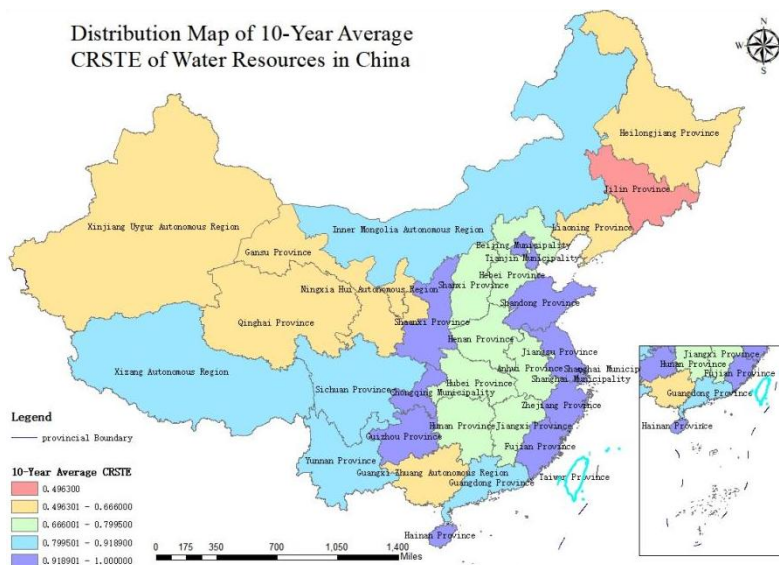 Distribution Map of 10-Year Average
CRSTE of Water Resources in China
N
W
E
S
Heilongjiang Province
Jilin Province
Xinjiang Uygur Autonomous Region
Inner Mongolia Autonomous Region
Liaoning Province
Gansu Province
Beijing Municipality
Tianjin Municipality
Hebei Province
Ningxia Hui Autonomous Region
Shanxi Province
Shandong Province
Qinghai Province
Shaanxi Province
Henan Province
Jiangsu Province
Xizang Autonomous Region
Anhui Province
Shanghai Municip
Shanghai Municipality
Sichuan Province
Hubei Province
Chongqing Municipality
Zhejiang Province
Hunan Province
Jiangxi Province
Guizhou Province
Fujian Province
Yunnan Province
Guangxi Zhuang Autonomous Region
Guangdong Province
Taiwan Province
Hainan Province
Jiangxi Province
Hunan Province
Fujian Province
Guangdong Province
Hainan Province
Legend
provincial Boundary
10-Year Average CRSTE
0.496300
0.496301 - 0.666000
0.666001 - 0.799500
0.799501 - 0.918900
0.918901 - 1.000000
0 175 350 700 1,050 1,400
Miles